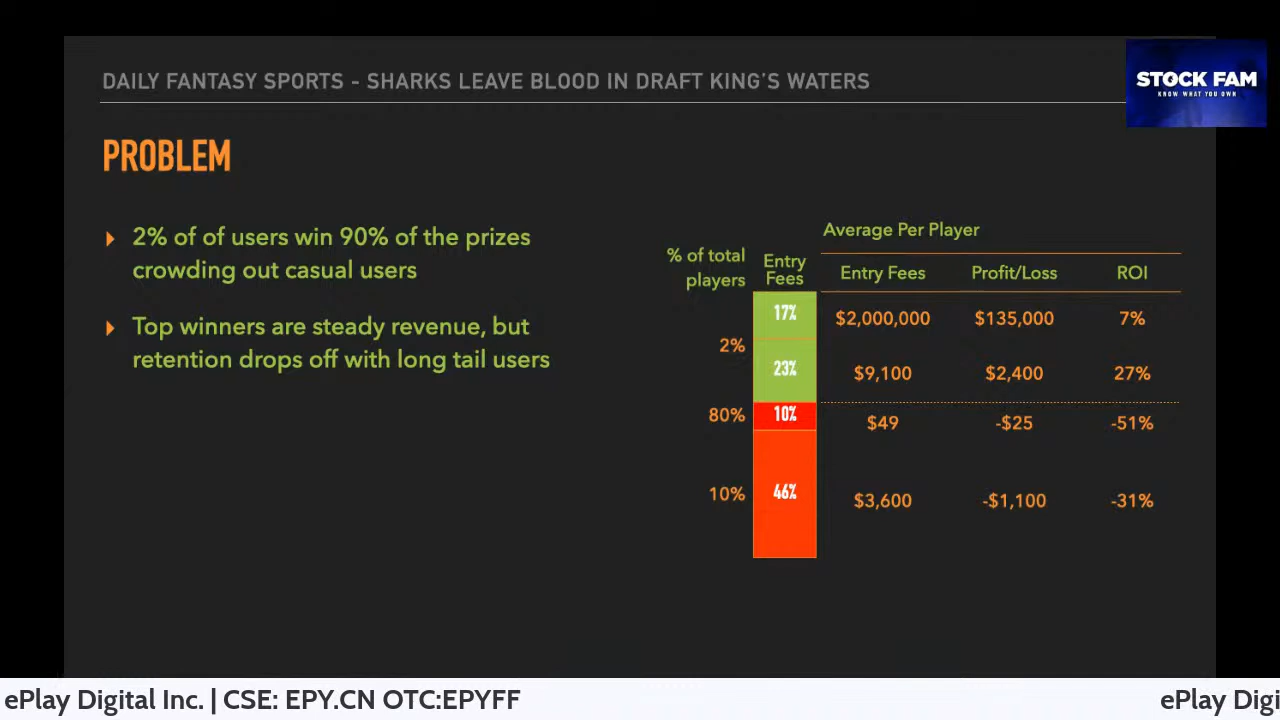 DAILY FANTASY SPORTS - SHARKS LEAVE BLOOD IN DRAFT KING'S WATERS
STOCK FAM
KNOW WHAT YOU OWN
PROBLEM
2% of of users win 90% of the prizes
crowding out casual users
Top winners are steady revenue, but
retention drops off with long tail users
Average Per Player
% of total
players
Entry
Fees
Entry Fees Profit/Loss ROI
17% $2,000,000 $135,000 7%
2%
23% $9,100 $2,400 27%
80% 10% $49 -$25 -51%
10% 46% $3,600 -$1,100 -31%
ePlay Digital Inc. | CSE: EPY.CN OTC:EPYFF
ePlay Digi